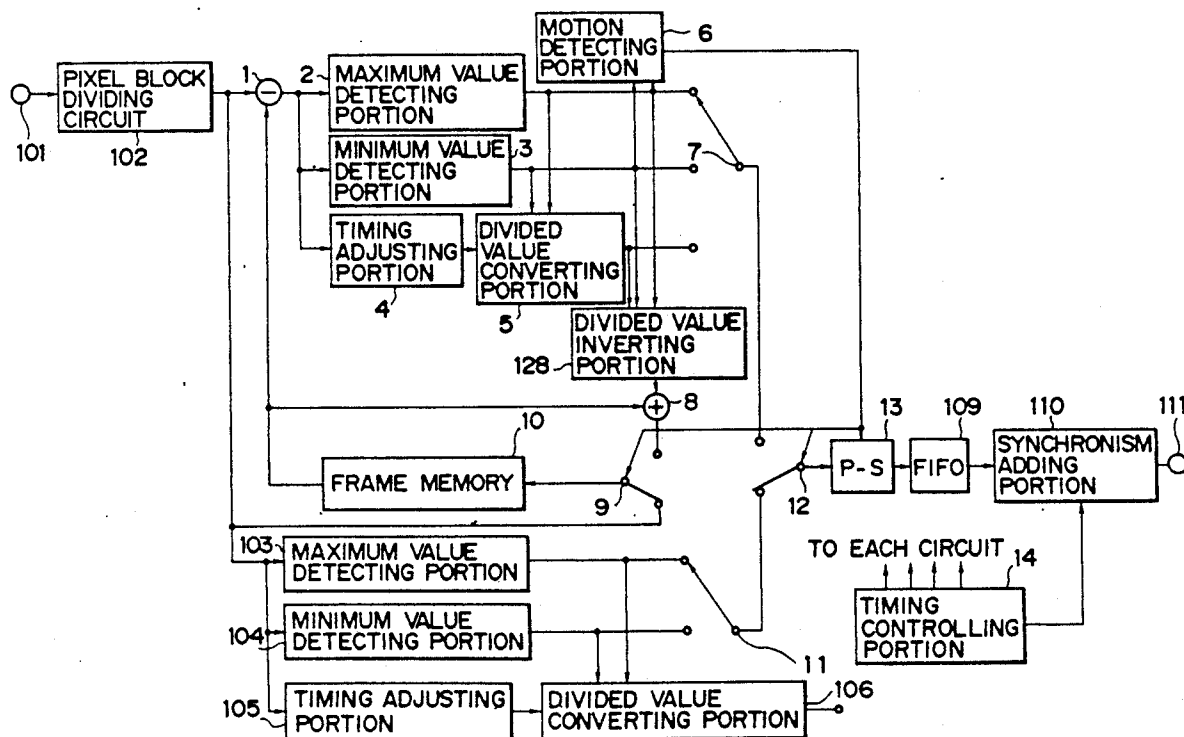 MOTION
DETECTING
PORTION
6
PIXEL BLOCK
DIVIDING
CIRCUIT
101
102
1
2
MAXIMUM VALUE
DETECTING
PORTION
MINIMUM VALUE
DETECTING
PORTION
3
7
TIMING
ADJUSTING
PORTION
4
DIVIDED
VALUE
CONVERTING
PORTION
5
DIVIDED VALUE
INVERTING
PORTION
128
8
10
FRAME MEMORY
9
12
13
P-S
109
FIFO
110
SYNCHRONISM
ADDING
PORTION
111
103
MAXIMUM VALUE
DETECTING PORTION
104
MINIMUM VALUE
DETECTING PORTION
11
TO EACH CIRCUIT
14
TIMING
CONTROLLING
PORTION
105
TIMING ADJUSTING
PORTION
DIVIDED VALUE
CONVERTING PORTION
106